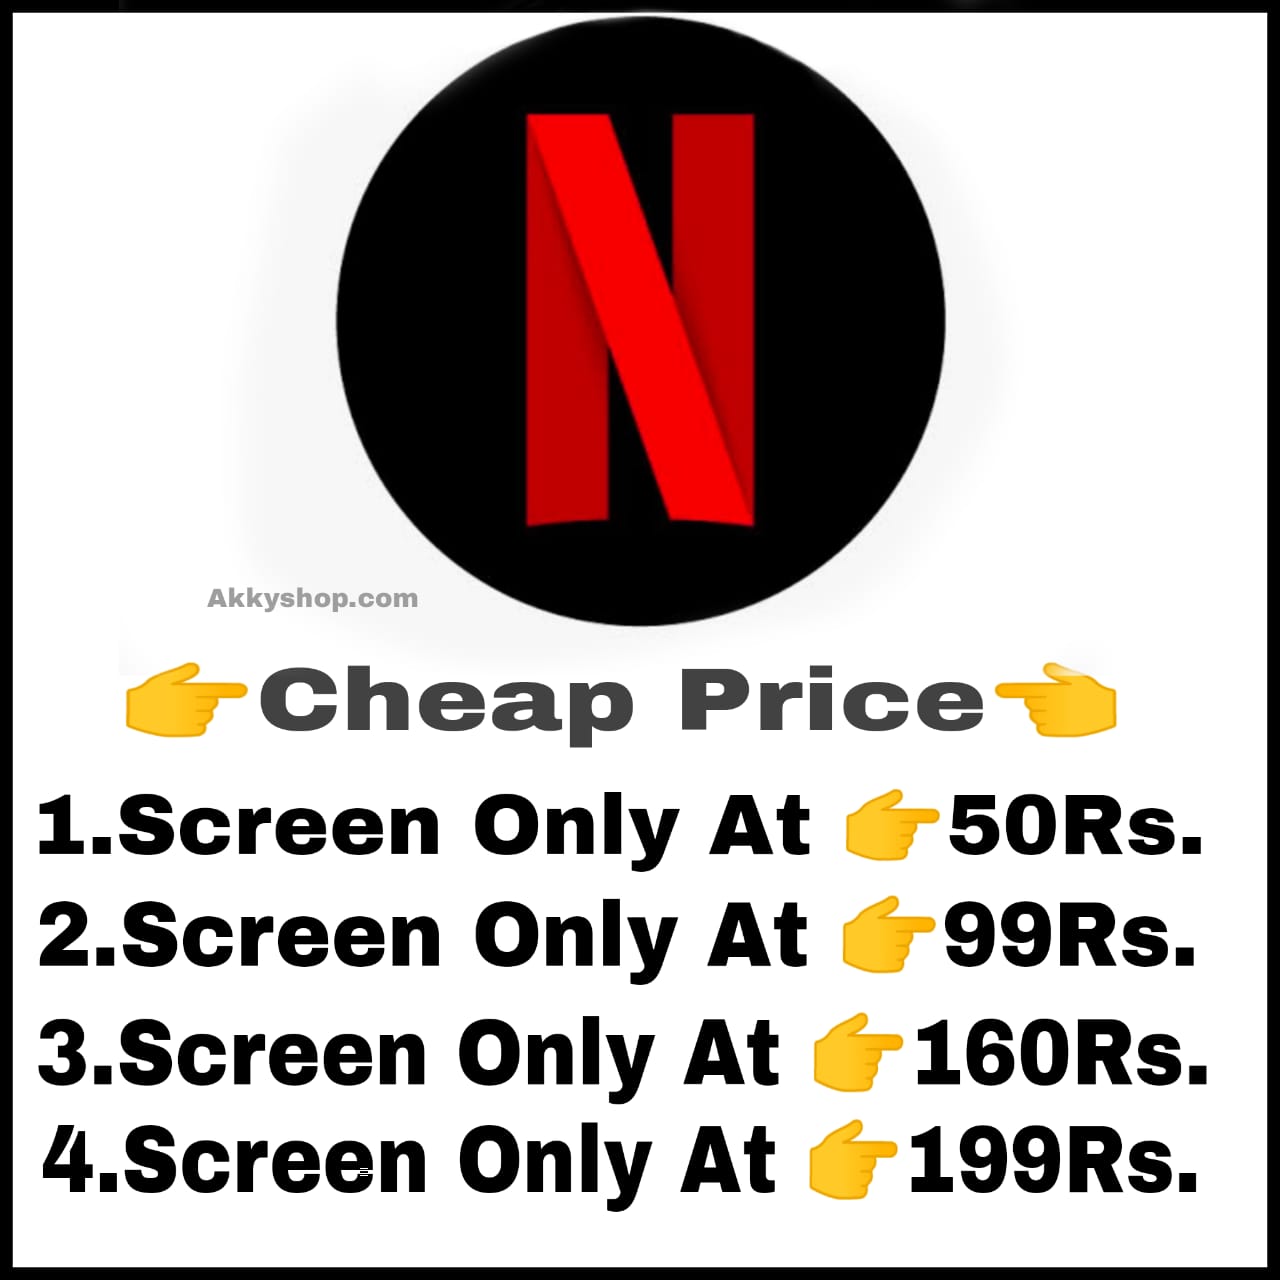 Akkyshop.com
👉Cheap Price👈
1.Screen Only At 👉50Rs.
2.Screen Only At 👉99Rs.
3.Screen Only At 👉160Rs.
4.Screen Only At 👉199Rs.